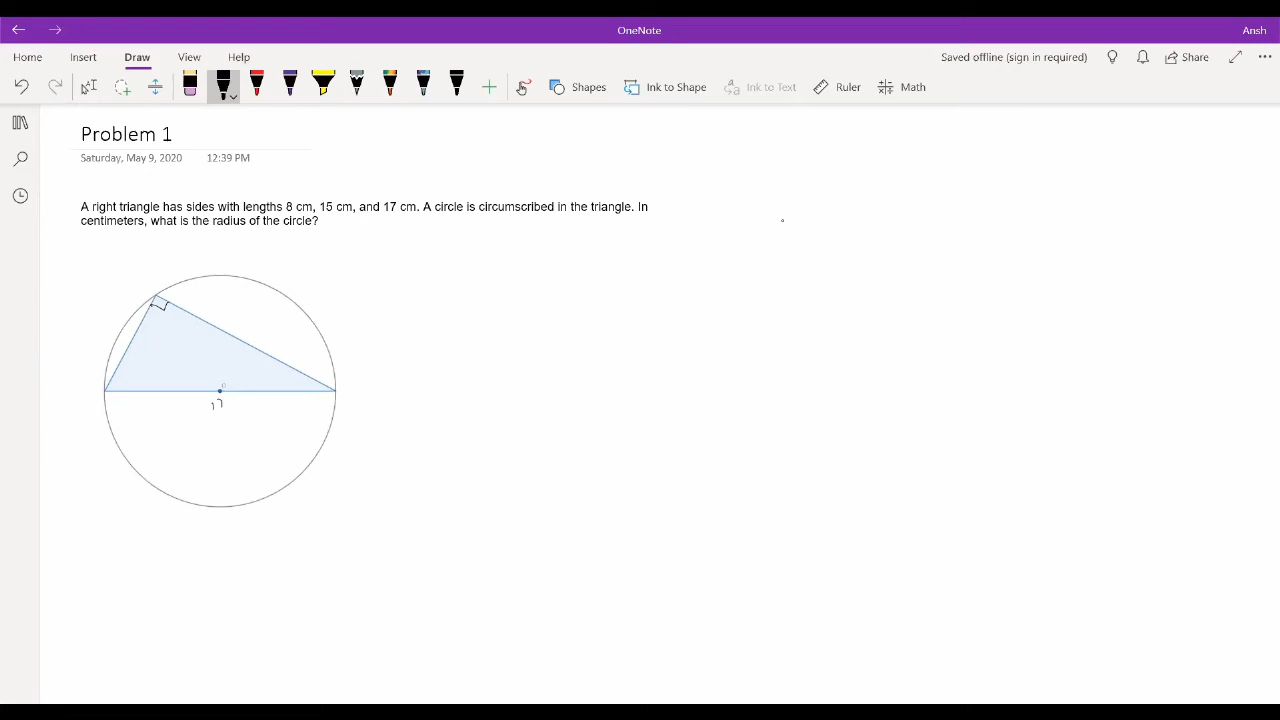 OneNote
Ansh
Home Insert Draw View Help
Saved offline (sign in required)
Share
Shapes
Ink to Shape
Ink to Text
Ruler
Math
Problem 1
Saturday, May 9, 2020 12:39 PM
A right triangle has sides with lengths 8 cm, 15 cm, and 17 cm. A circle is circumscribed in the triangle. In
centimeters, what is the radius of the circle?
17